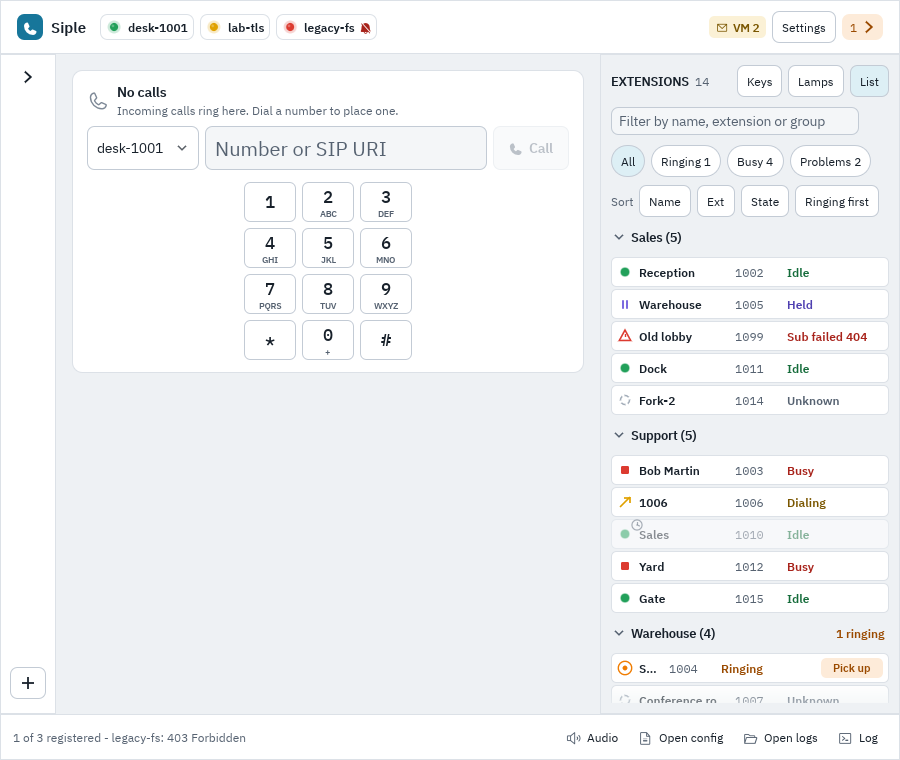 Siple
desk-1001
lab-tls
legacy-fs
VM 2
Settings
1
No calls
Incoming calls ring here. Dial a number to place one.
desk-1001
Number or SIP URI
Call
1
2
ABC
3
DEF
4
GHI
5
JKL
6
MNO
7
PQRS
8
TUV
9
WXYZ
*
0
+
#
EXTENSIONS 14
Keys
Lamps
List
Filter by name, extension or group
All
Ringing 1
Busy 4
Problems 2
Sort
Name
Ext
State
Ringing first
Sales (5)
Reception 1002 Idle
Warehouse 1005 Held
Old lobby 1099 Sub failed 404
Dock 1011 Idle
Fork-2 1014 Unknown
Support (5)
Bob Martin 1003 Busy
1006 1006 Dialing
Sales 1010 Idle
Yard 1012 Busy
Gate 1015 Idle
Warehouse (4) 1 ringing
S... 1004 Ringing Pick up
Conference ro 1007 Unknown
1 of 3 registered - legacy-fs: 403 Forbidden
Audio
Open config
Open logs
Log